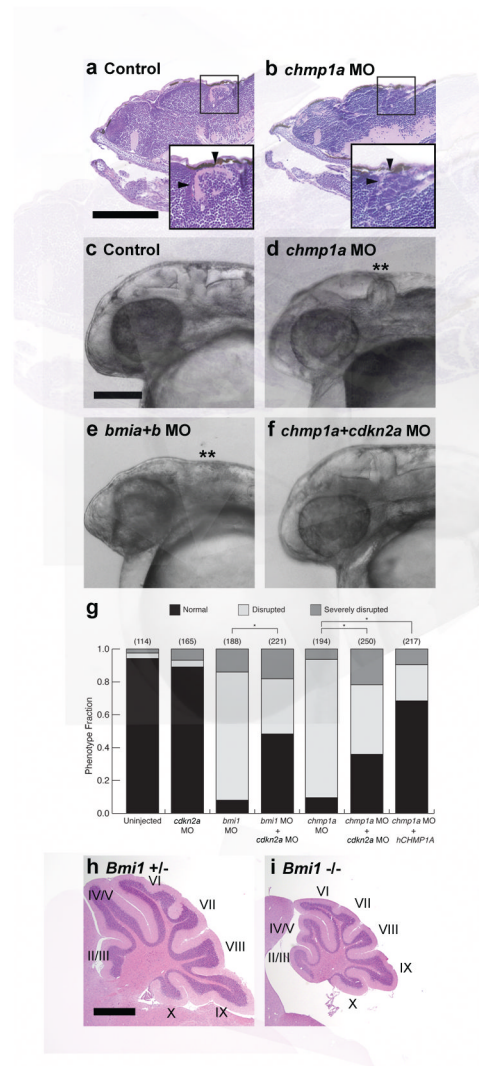 a Control
b chmp1a MO
c Control
d chmp1a MO
**
e bmia+b MO
**
f chmp1a+cdkn2a MO
g
Normal Disrupted Severely disrupted
* * *
(114) (165) (188) (221) (194) (250) (217)
Phenotype Fraction
1.0
0.8
0.6
0.4
0.2
0.0
Uninjected
cdkn2a MO
bmi1 MO
bmi1 MO + cdkn2a MO
chmp1a MO
chmp1a MO + cdkn2a MO
chmp1a MO + hCHMP1A
h Bmi1 +/-
II/III
IV/V
VI
VII
VIII
IX
X
i Bmi1 -/-
II/III
IV/V
VI
VII
VIII
IX
X